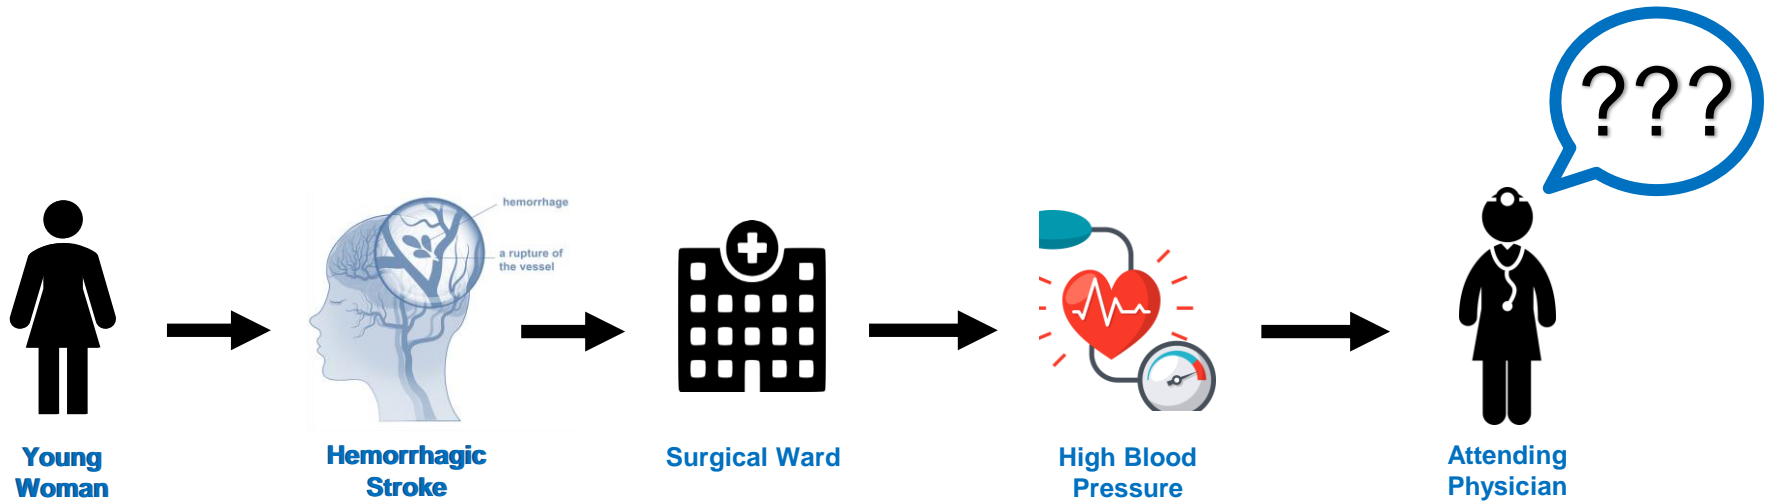 ???
hemorrhage
a rupture of
the vessel
Young
Woman
Hemorrhagic
Stroke
Surgical Ward
High Blood
Pressure
Attending
Physician